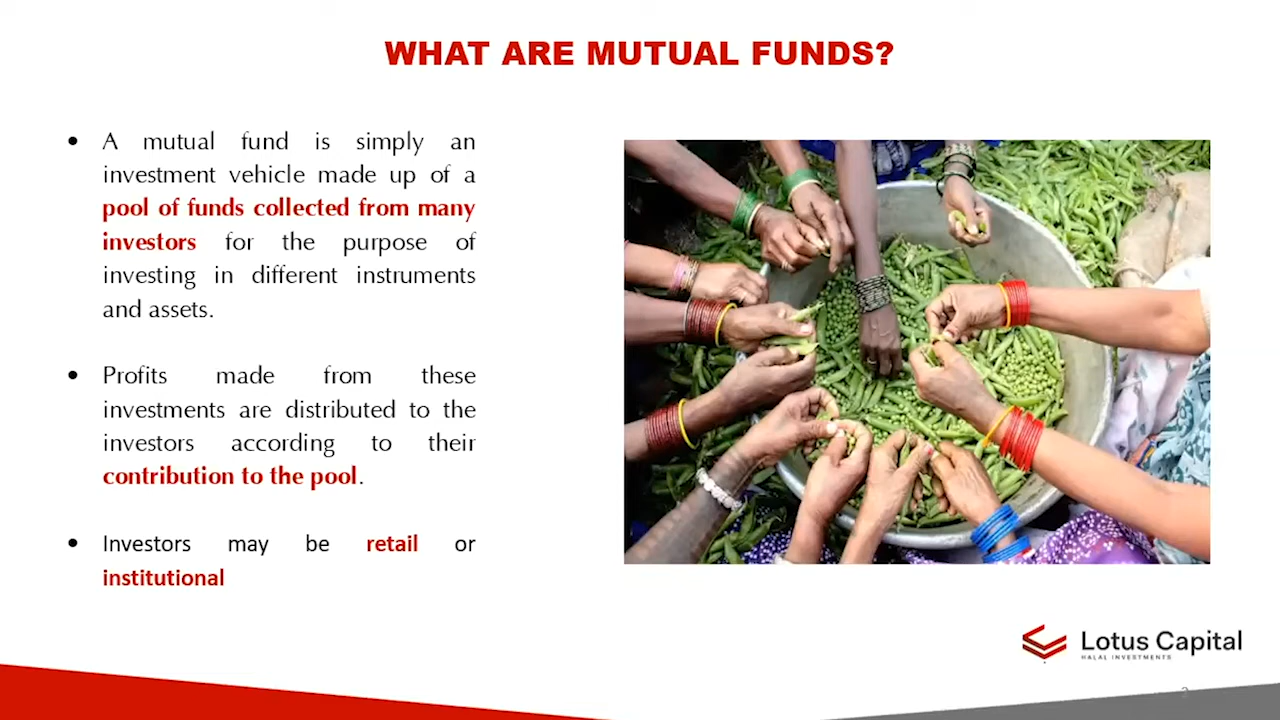 WHAT ARE MUTUAL FUNDS?
• A mutual fund is simply an
investment vehicle made up of a
pool of funds collected from many
investors for the purpose of
investing in different instruments
and assets.
• Profits made from these
investments are distributed to the
investors according to their
contribution to the pool.
• Investors may be retail or
institutional
Lotus Capital
HALAL INVESTMENTS